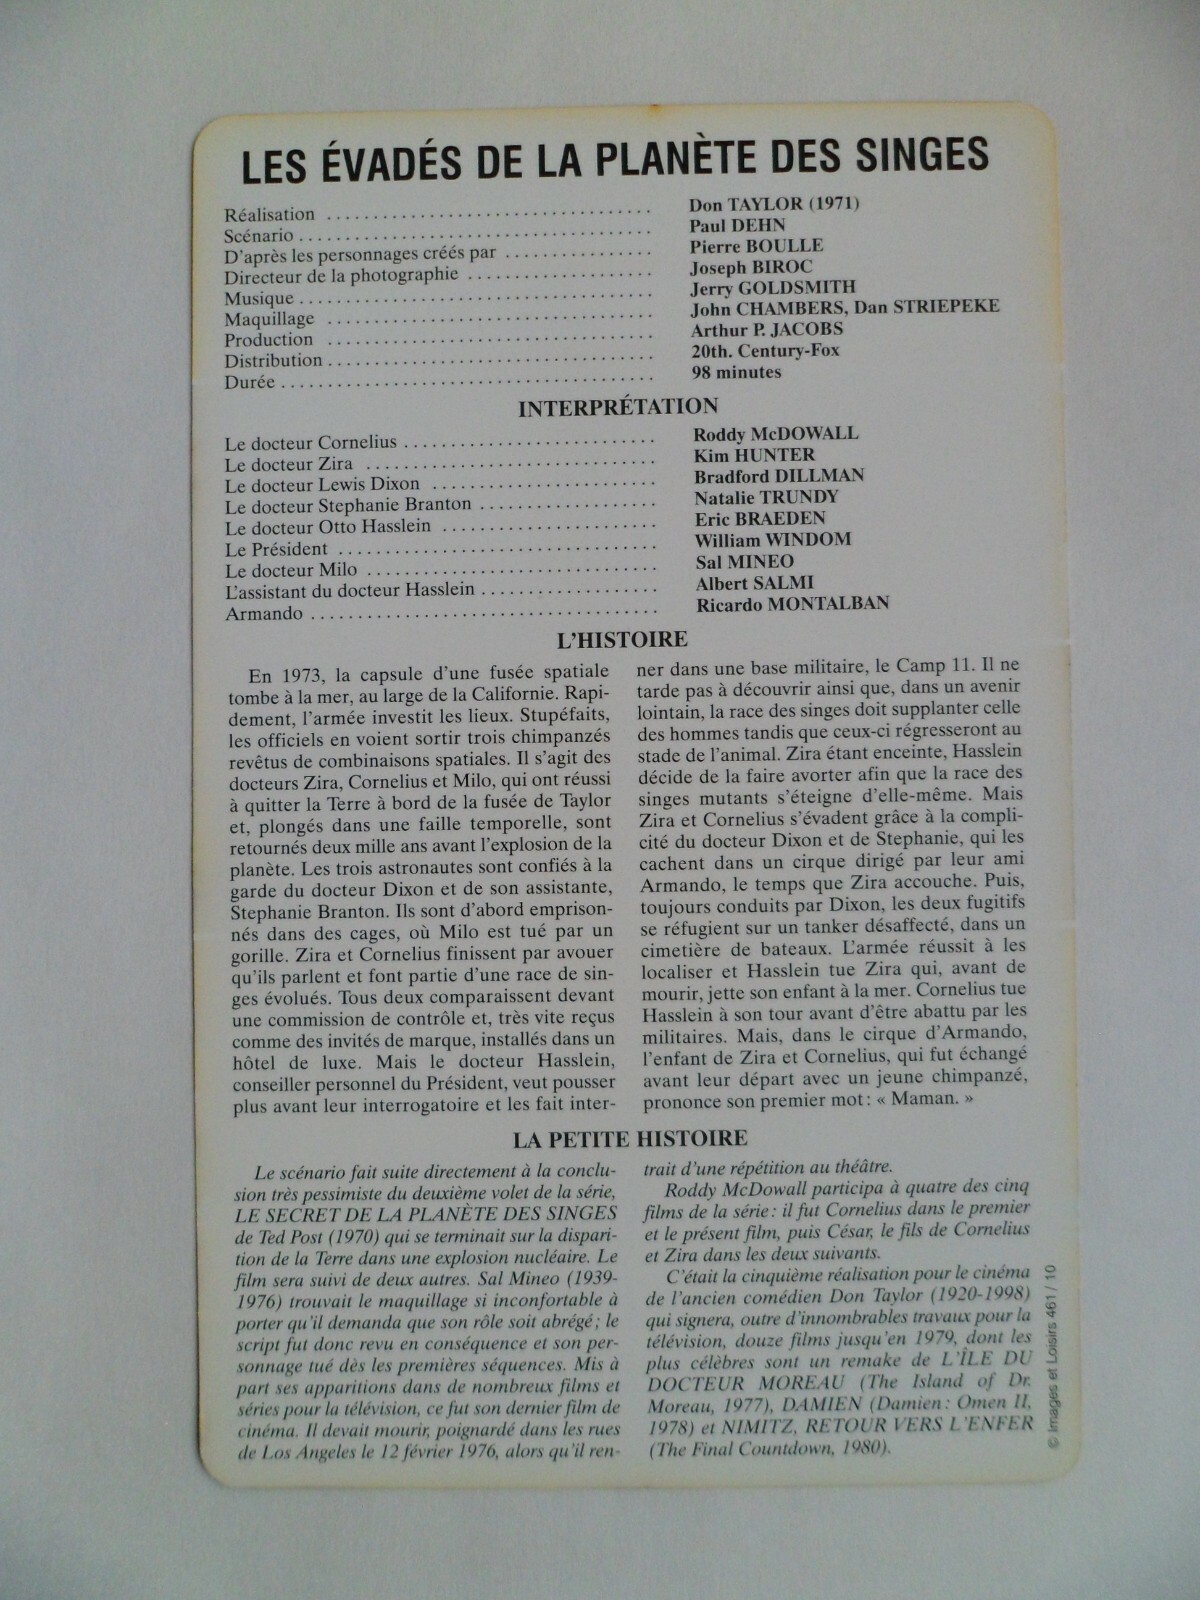 LES ÉVADÉS DE LA PLANÈTE DES SINGES
Réalisation ................................... Don TAYLOR (1971)
Scénario ...................................... Paul DEHN
D'après les personnages créés par ................ Pierre BOULLE
Directeur de la photographie .................... Joseph BIROC
Musique ...................................... Jerry GOLDSMITH
Maquillage ................................... John CHAMBERS, Dan STRIEPEKE
Production ................................... Arthur P. JACOBS
Distribution ................................... 20th. Century-Fox
Durée ........................................ 98 minutes
INTERPRÉTATION
Le docteur Cornelius ........................... Roddy McDOWALL
Le docteur Zira ............................... Kim HUNTER
Le docteur Lewis Dixon ........................ Bradford DILLMAN
Le docteur Stephanie Branton ................... Natalie TRUNDY
Le docteur Otto Hasslein ....................... Eric BRAEDEN
Le Président .................................. William WINDOM
Le docteur Milo ............................... Sal MINEO
L'assistant du docteur Hasslein ................... Albert SALMI
Armando ..................................... Ricardo MONTALBAN
L'HISTOIRE
En 1973, la capsule d'une fusée spatiale
tombe à la mer, au large de la Californie. Rapi-
dement, l'armée investit les lieux. Stupéfaits,
les officiels en voient sortir trois chimpanzés
revêtus de combinaisons spatiales. Il s'agit des
docteurs Zira, Cornelius et Milo, qui ont réussi
à quitter la Terre à bord de la fusée de Taylor
et, plongés dans une faille temporelle, sont
retournés deux mille ans avant l'explosion de la
planète. Les trois astronautes sont confiés à la
garde du docteur Dixon et de son assistante,
Stephanie Branton. Ils sont d'abord emprison-
nés dans des cages, où Milo est tué par un
gorille. Zira et Cornelius finissent par avouer
qu'ils parlent et font partie d'une race de sin-
ges évolués. Tous deux comparaissent devant
une commission de contrôle et, très vite reçus
comme des invités de marque, installés dans un
hôtel de luxe. Mais le docteur Hasslein,
conseiller personnel du Président, veut pousser
plus avant leur interrogatoire et les fait inter-
ner dans une base militaire, le Camp 11. Il ne
tarde pas à découvrir ainsi que, dans un avenir
lointain, la race des singes doit supplanter celle
des hommes tandis que ceux-ci régresseront au
stade de l'animal. Zira étant enceinte, Hasslein
décide de la faire avorter afin que la race des
singes mutants s'éteigne d'elle-même. Mais
Zira et Cornelius s'évadent grâce à la compli-
cité du docteur Dixon et de Stephanie, qui les
cachent dans un cirque dirigé par leur ami
Armando, le temps que Zira accouche. Puis,
toujours conduits par Dixon, les deux fugitifs
se réfugient sur un tanker désaffecté, dans un
cimetière de bateaux. L'armée réussit à les
localiser et Hasslein tue Zira qui, avant de
mourir, jette son enfant à la mer. Cornelius tue
Hasslein à son tour avant d'être abattu par les
militaires. Mais, dans le cirque d'Armando,
l'enfant de Zira et Cornelius, qui fut échangé
avant leur départ avec un jeune chimpanzé,
prononce son premier mot : « Maman. »
LA PETITE HISTOIRE
Le scénario fait suite directement à la conclu-
sion très pessimiste du deuxième volet de la série,
LE SECRET DE LA PLANÈTE DES SINGES
de Ted Post (1970) qui se terminait sur la dispari-
tion de la Terre dans une explosion nucléaire. Le
film sera suivi de deux autres. Sal Mineo (1939-
1976) trouvait le maquillage si inconfortable à
porter qu'il demanda que son rôle soit abrégé ; le
script fut donc revu en conséquence et son per-
sonnage tué dès les premières séquences. Mis à
part ses apparitions dans de nombreux films et
séries pour la télévision, ce fut son dernier film de
cinéma. Il devait mourir, poignardé dans les rues
de Los Angeles le 12 février 1976, alors qu'il ren-
trait d'une répétition au théâtre.
Roddy McDowall participa à quatre des cinq
films de la série : il fut Cornelius dans le premier
et le présent film, puis César, le fils de Cornelius
et Zira dans les deux suivants.
C'était la cinquième réalisation pour le cinéma
de l'ancien comédien Don Taylor (1920-1998)
qui signera, outre d'innombrables travaux pour la
télévision, douze films jusqu'en 1979, dont les
plus célèbres sont un remake de L'ÎLE DU
DOCTEUR MOREAU (The Island of Dr.
Moreau, 1977), DAMIEN (Damien : Omen II,
1978) et NIMITZ, RETOUR VERS L'ENFER
(The Final Countdown, 1980).
© Images et Loisirs 461 / 10